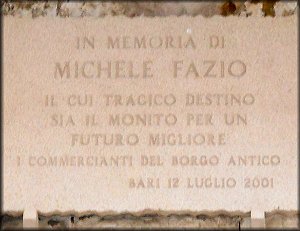 IN MEMORIA DI
MICHELE FAZIO
IL CUI TRAGICO DESTINO
SIA IL MONITO PER UN
FUTURO MIGLIORE
I COMMERCIANTI DEL BORGO ANTICO
BARI 12 LUGLIO 2001